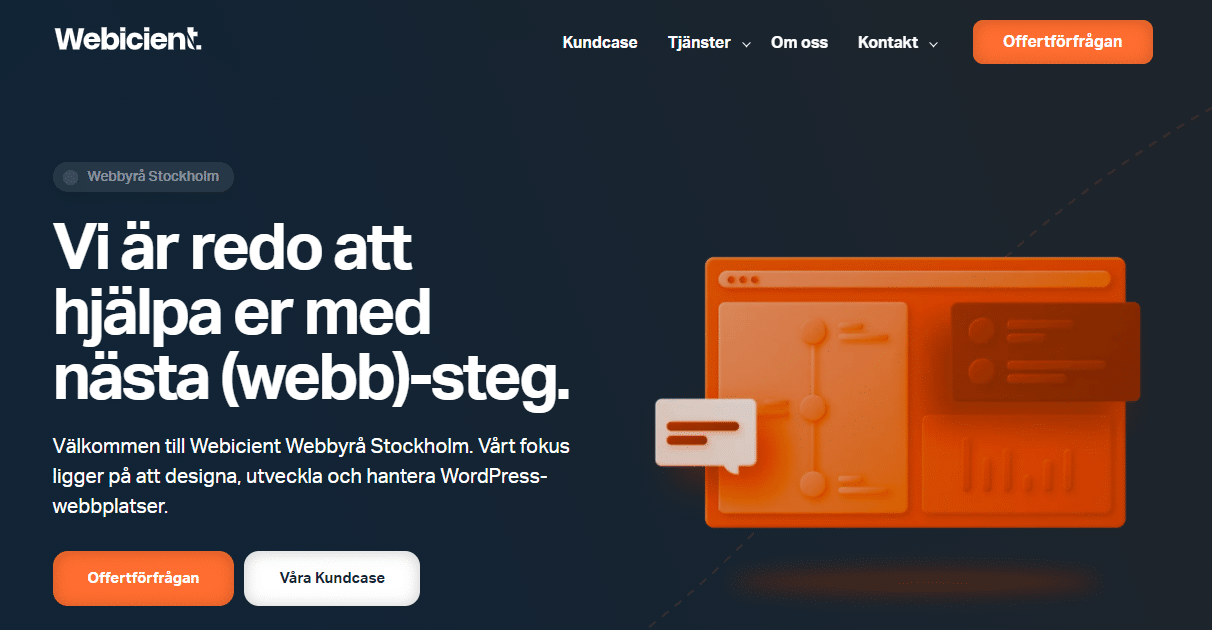 Webicient.
Kundcase Tjänster Om oss Kontakt Offertförfrågan
Webbyrå Stockholm
Vi är redo att
hjälpa er med
nästa (webb)-steg.
Välkommen till Webicient Webbyrå Stockholm. Vårt fokus
ligger på att designa, utveckla och hantera WordPress-
webbplatser.
Offertförfrågan Våra Kundcase